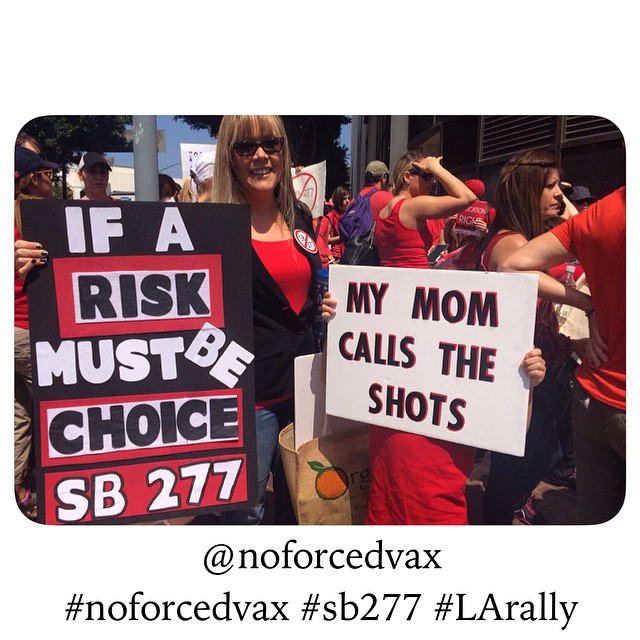 IF A
RISK
MUST BE
CHOICE
SB 277
MY MOM
CALLS THE
SHOTS
@noforcedvax
#noforcedvax #sb277 #LArally